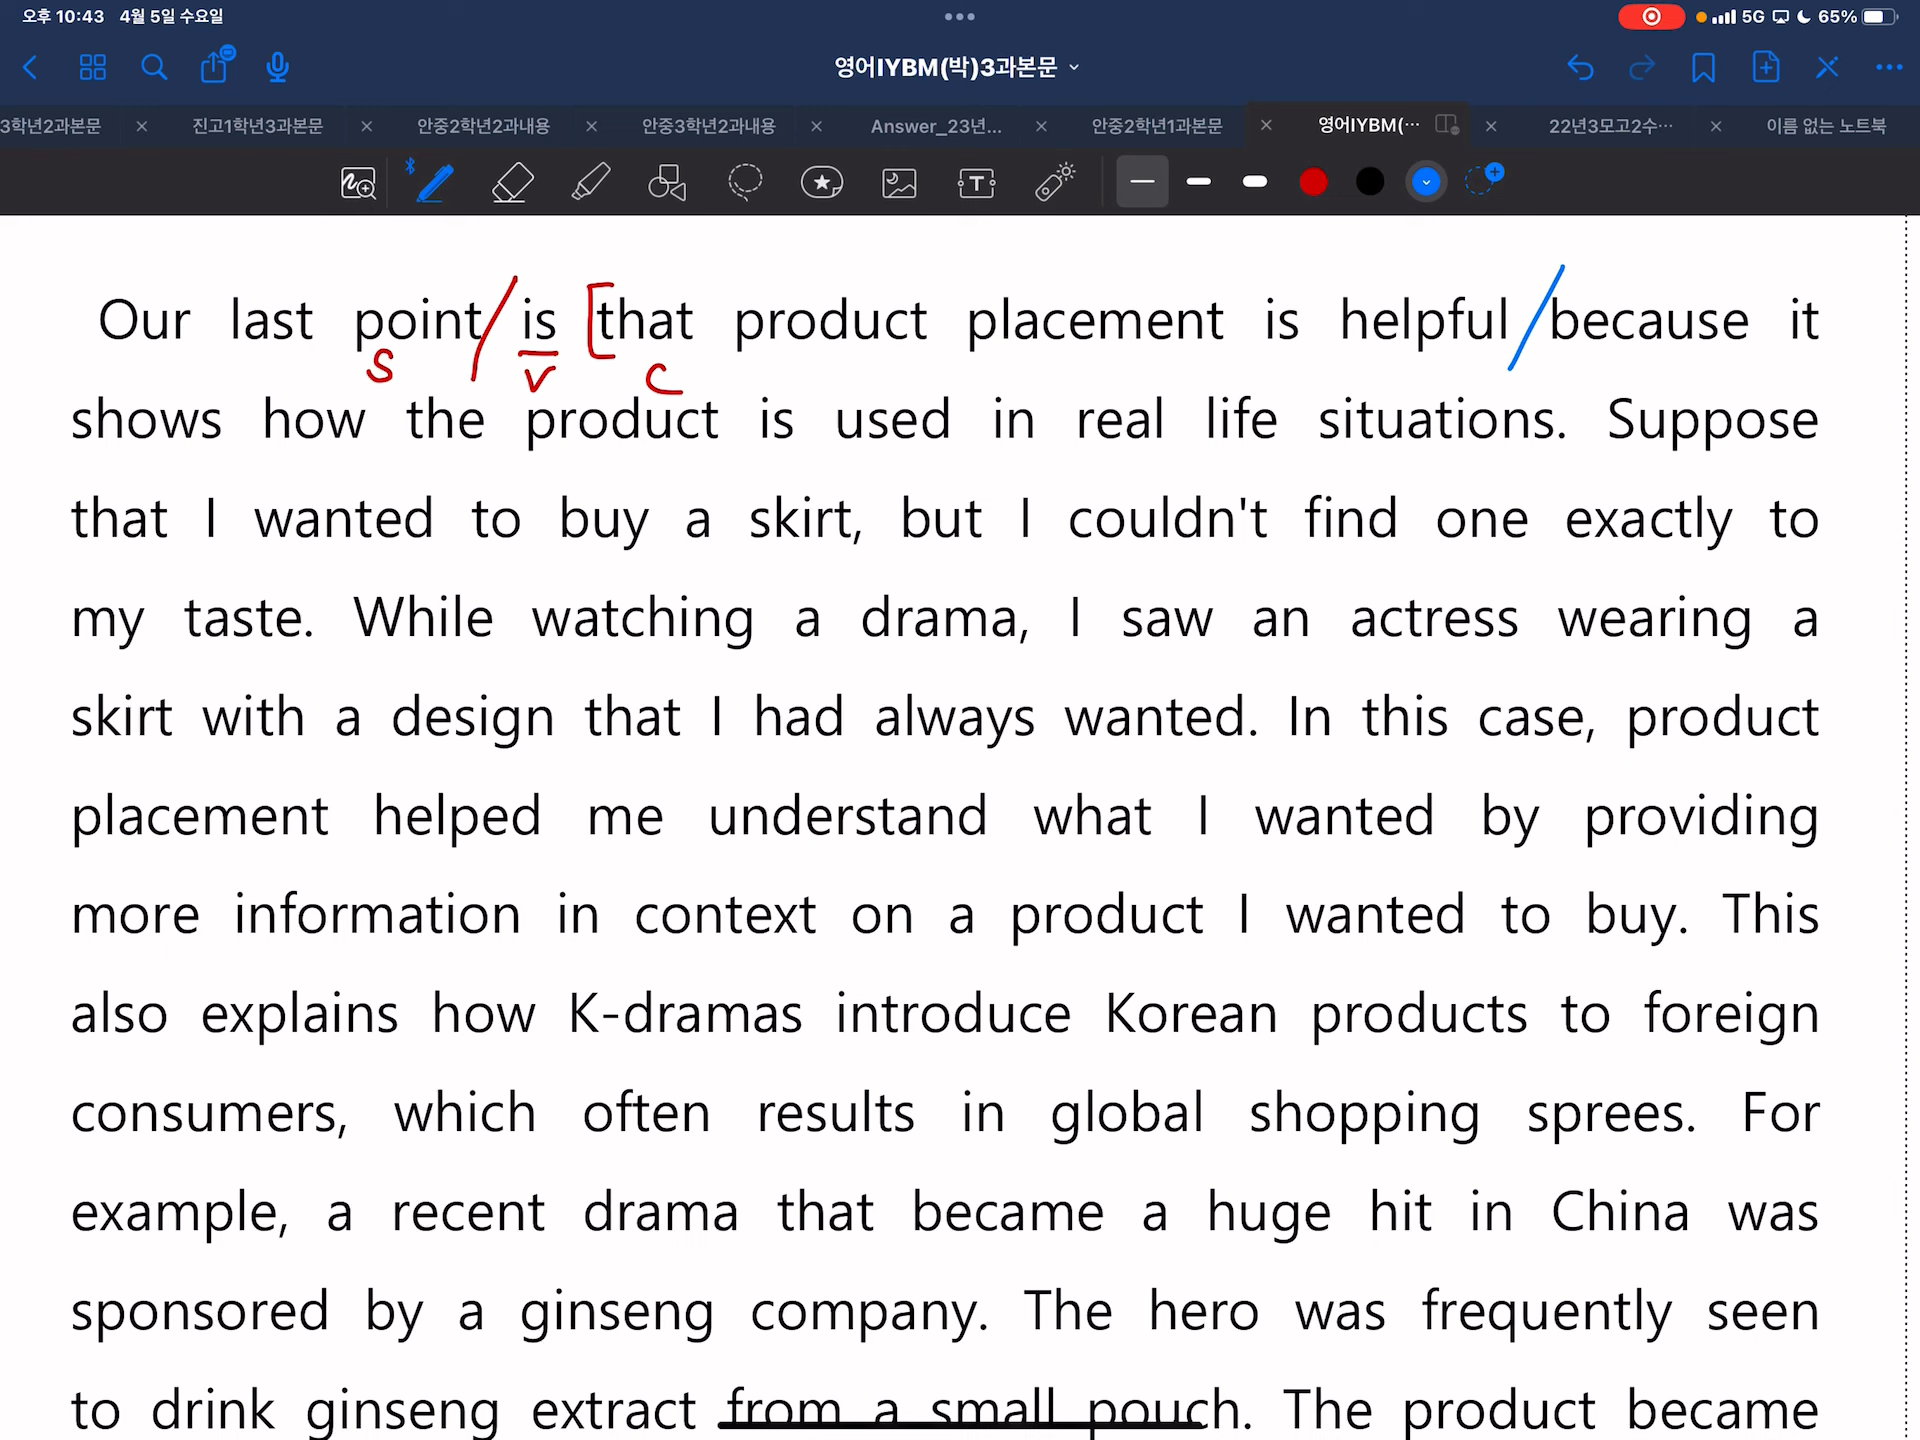 오후 10:43 4월 5일 수요일 5G 65%
영어IYBM(박)3과본문
3학년2과본문 진고1학년3과본문 안중2학년2과내용 안중3학년2과내용 Answer_23년... 안중2학년1과본문 영어IYBM(... 22년3모고2수... 이름 없는 노트북
Our last point is that product placement is helpful because it
S V C
shows how the product is used in real life situations. Suppose
that I wanted to buy a skirt, but I couldn't find one exactly to
my taste. While watching a drama, I saw an actress wearing a
skirt with a design that I had always wanted. In this case, product
placement helped me understand what I wanted by providing
more information in context on a product I wanted to buy. This
also explains how K-dramas introduce Korean products to foreign
consumers, which often results in global shopping sprees. For
example, a recent drama that became a huge hit in China was
sponsored by a ginseng company. The hero was frequently seen
to drink ginseng extract from a small pouch. The product became